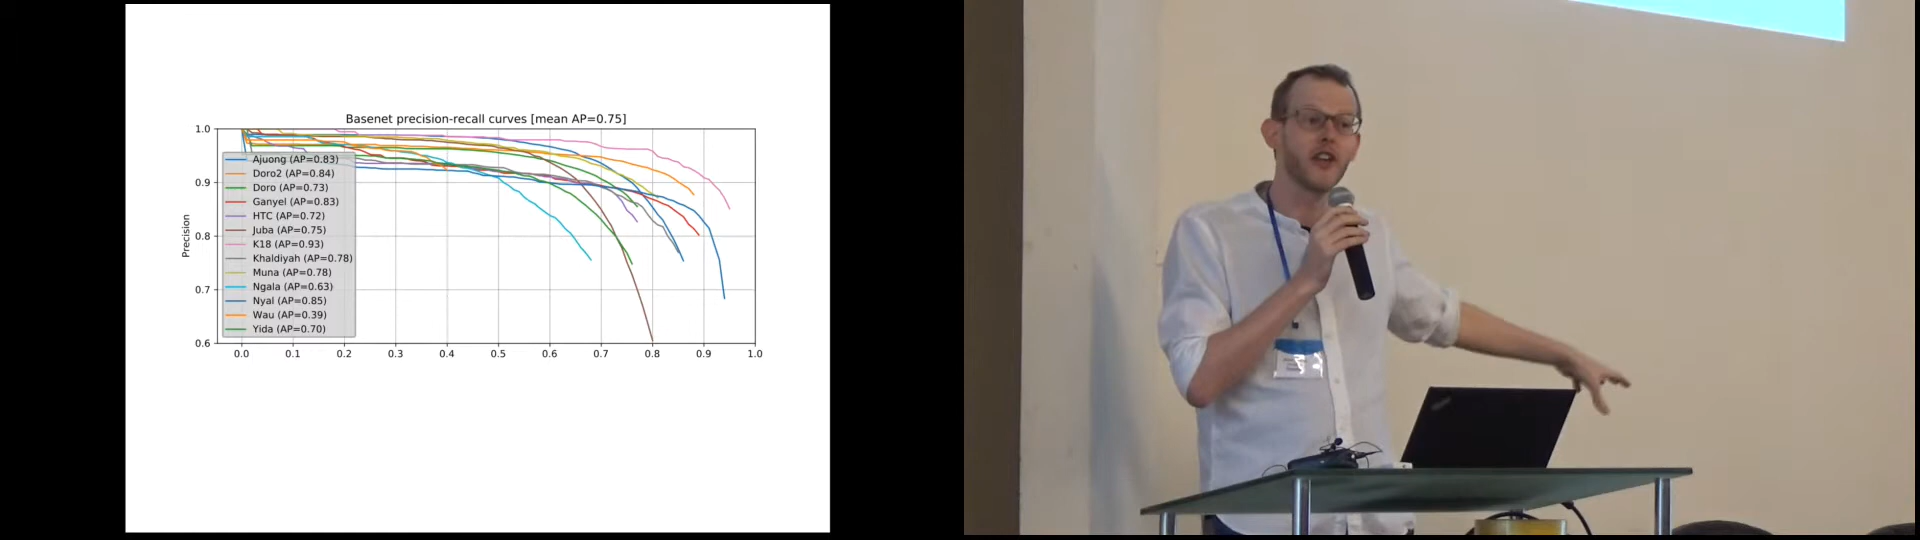 Basenet precision-recall curves [mean AP=0.75]
Precision
1.0
0.9
0.8
0.7
0.6
Ajuong (AP=0.83)
Doro2 (AP=0.84)
Doro (AP=0.73)
Ganyel (AP=0.83)
HTC (AP=0.72)
Juba (AP=0.75)
K18 (AP=0.93)
Khaldiyah (AP=0.78)
Muna (AP=0.78)
Ngala (AP=0.63)
Nyal (AP=0.85)
Wau (AP=0.39)
Yida (AP=0.70)
0.0 0.1 0.2 0.3 0.4 0.5 0.6 0.7 0.8 0.9 1.0